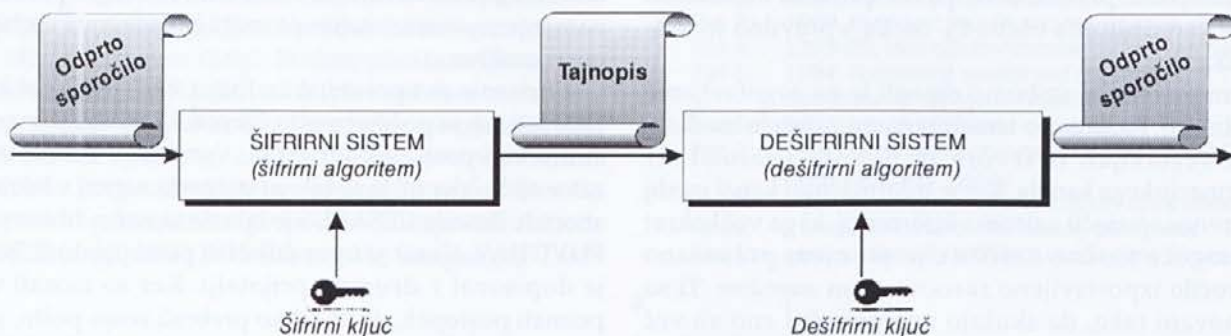 Odprto
sporočilo
Tajnopis
Odprto
sporočilo
ŠIFRIRNI SISTEM
(šifrirni algoritem)
DEŠIFRIRNI SISTEM
(dešifrirni algoritem)
Šifrirni ključ
Dešifrirni ključ